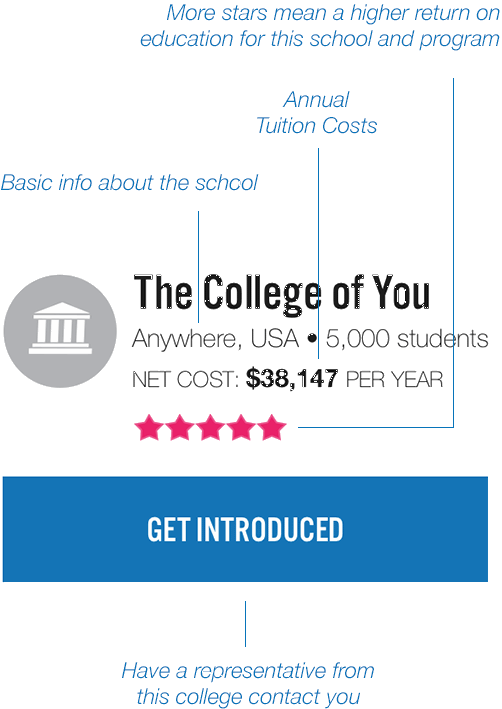 More stars mean a higher return on
education for this school and program
Annual
Tuition Costs
Basic info about the school
The College of You
Anywhere, USA • 5,000 students
NET COST: $38,147 PER YEAR
GET INTRODUCED
Have a representative from
this college contact you